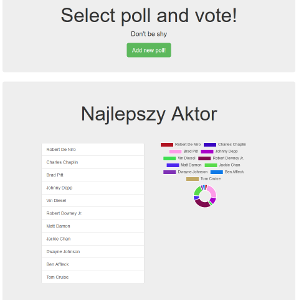 Select poll and vote!
Don't be shy
Add new poll!
Najlepszy Aktor
Robert De Niro
Charles Chaplin
Brad Pitt
Johnny Depp
Vin Diesel
Robert Downey Jr
Matt Damon
Jackie Chan
Dwayne Johnson
Ben Affleck
Tom Cruise
Robert De Niro Charles Chaplin
Brad Pitt Johnny Depp
Vin Diesel Robert Downey Jr
Matt Damon Jackie Chan
Dwayne Johnson Ben Affleck
Tom Cruise